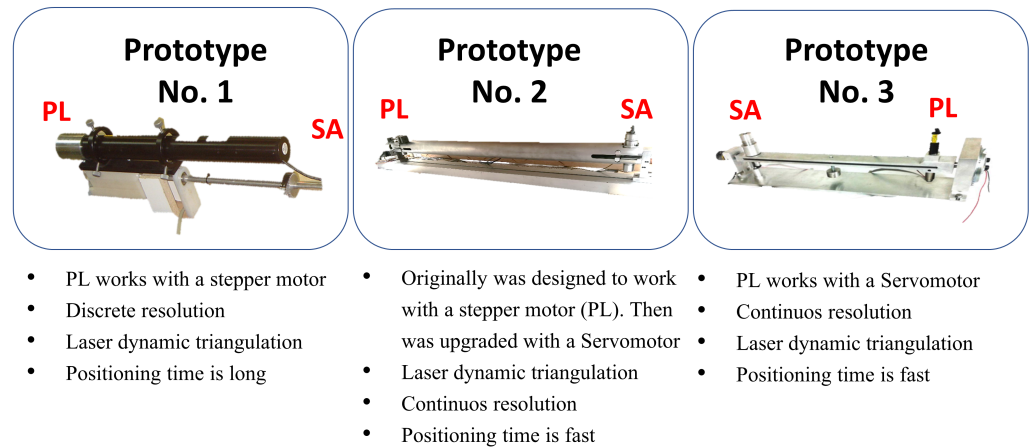 Prototype
No. 1
PL
SA
• PL works with a stepper motor
• Discrete resolution
• Laser dynamic triangulation
• Positioning time is long
Prototype
No. 2
PL
SA
• Originally was designed to work
with a stepper motor (PL). Then
was upgraded with a Servomotor
• Laser dynamic triangulation
• Continuos resolution
• Positioning time is fast
Prototype
No. 3
SA
PL
• PL works with a Servomotor
• Continuos resolution
• Laser dynamic triangulation
• Positioning time is fast